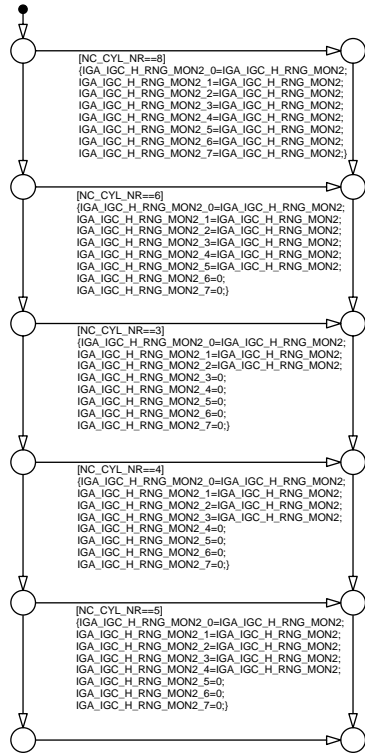 [NC_CYL_NR==8]
{IGA_IGC_H_RNG_MON2_0=IGA_IGC_H_RNG_MON2;
IGA_IGC_H_RNG_MON2_1=IGA_IGC_H_RNG_MON2;
IGA_IGC_H_RNG_MON2_2=IGA_IGC_H_RNG_MON2;
IGA_IGC_H_RNG_MON2_3=IGA_IGC_H_RNG_MON2;
IGA_IGC_H_RNG_MON2_4=IGA_IGC_H_RNG_MON2;
IGA_IGC_H_RNG_MON2_5=IGA_IGC_H_RNG_MON2;
IGA_IGC_H_RNG_MON2_6=IGA_IGC_H_RNG_MON2;
IGA_IGC_H_RNG_MON2_7=IGA_IGC_H_RNG_MON2;}
[NC_CYL_NR==6]
{IGA_IGC_H_RNG_MON2_0=IGA_IGC_H_RNG_MON2;
IGA_IGC_H_RNG_MON2_1=IGA_IGC_H_RNG_MON2;
IGA_IGC_H_RNG_MON2_2=IGA_IGC_H_RNG_MON2;
IGA_IGC_H_RNG_MON2_3=IGA_IGC_H_RNG_MON2;
IGA_IGC_H_RNG_MON2_4=IGA_IGC_H_RNG_MON2;
IGA_IGC_H_RNG_MON2_5=IGA_IGC_H_RNG_MON2;
IGA_IGC_H_RNG_MON2_6=0;
IGA_IGC_H_RNG_MON2_7=0;}
[NC_CYL_NR==3]
{IGA_IGC_H_RNG_MON2_0=IGA_IGC_H_RNG_MON2;
IGA_IGC_H_RNG_MON2_1=IGA_IGC_H_RNG_MON2;
IGA_IGC_H_RNG_MON2_2=IGA_IGC_H_RNG_MON2;
IGA_IGC_H_RNG_MON2_3=0;
IGA_IGC_H_RNG_MON2_4=0;
IGA_IGC_H_RNG_MON2_5=0;
IGA_IGC_H_RNG_MON2_6=0;
IGA_IGC_H_RNG_MON2_7=0;}
[NC_CYL_NR==4]
{IGA_IGC_H_RNG_MON2_0=IGA_IGC_H_RNG_MON2;
IGA_IGC_H_RNG_MON2_1=IGA_IGC_H_RNG_MON2;
IGA_IGC_H_RNG_MON2_2=IGA_IGC_H_RNG_MON2;
IGA_IGC_H_RNG_MON2_3=IGA_IGC_H_RNG_MON2;
IGA_IGC_H_RNG_MON2_4=0;
IGA_IGC_H_RNG_MON2_5=0;
IGA_IGC_H_RNG_MON2_6=0;
IGA_IGC_H_RNG_MON2_7=0;}
[NC_CYL_NR==5]
{IGA_IGC_H_RNG_MON2_0=IGA_IGC_H_RNG_MON2;
IGA_IGC_H_RNG_MON2_1=IGA_IGC_H_RNG_MON2;
IGA_IGC_H_RNG_MON2_2=IGA_IGC_H_RNG_MON2;
IGA_IGC_H_RNG_MON2_3=IGA_IGC_H_RNG_MON2;
IGA_IGC_H_RNG_MON2_4=IGA_IGC_H_RNG_MON2;
IGA_IGC_H_RNG_MON2_5=0;
IGA_IGC_H_RNG_MON2_6=0;
IGA_IGC_H_RNG_MON2_7=0;}